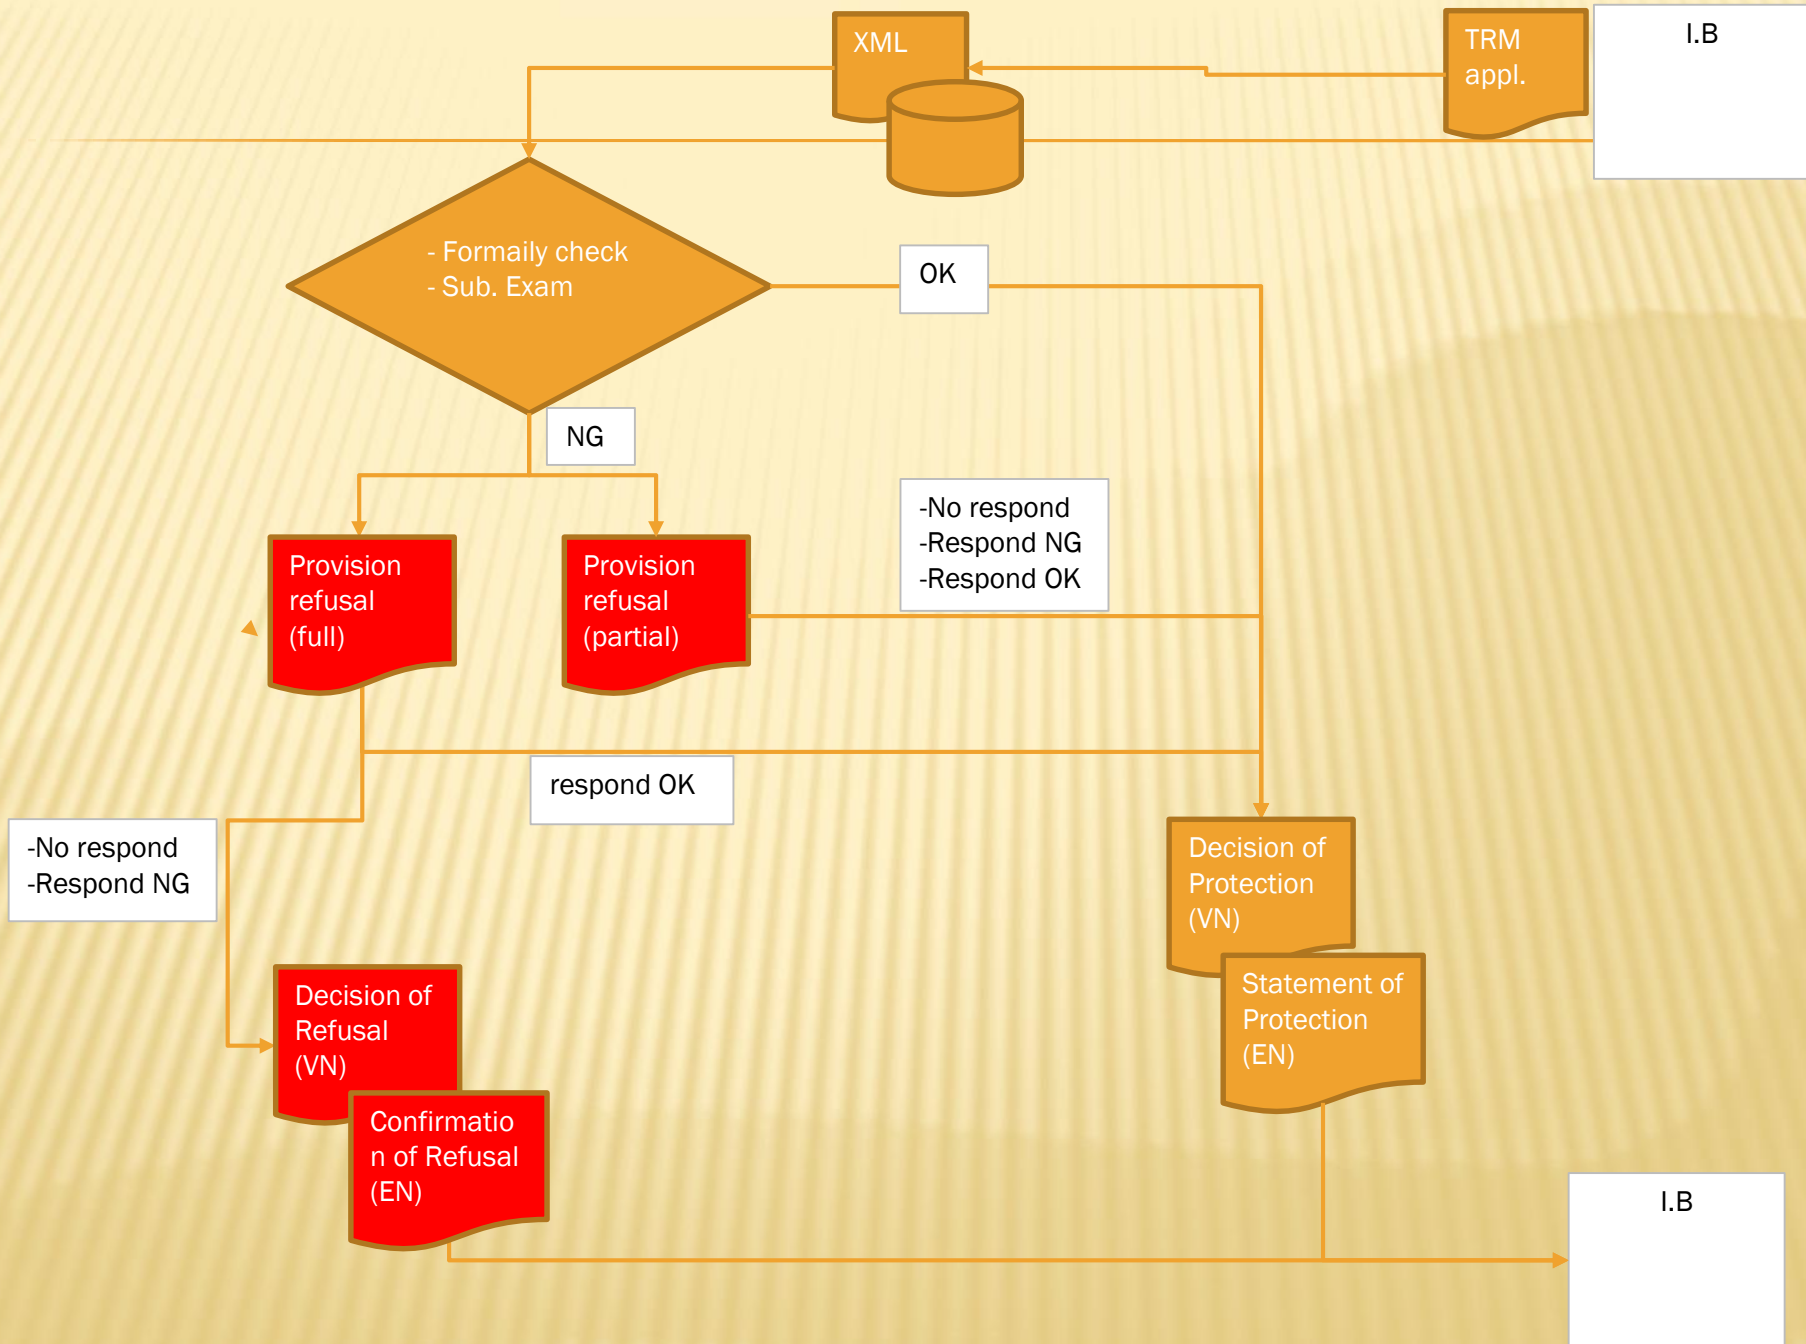 XML
TRM
appl.
I.B
- Formaily check
- Sub. Exam
OK
NG
-No respond
-Respond NG
-Respond OK
Provision
refusal
(full)
Provision
refusal
(partial)
respond OK
-No respond
-Respond NG
Decision of
Protection
(VN)
Statement of
Protection
(EN)
Decision of
Refusal
(VN)
Confirmatio
n of Refusal
(EN)
I.B